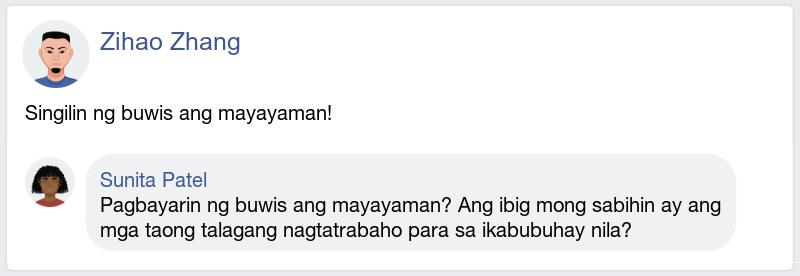 Zihao Zhang
Singilin ng buwis ang mayayaman!
Sunita Patel
Pagbayarin ng buwis ang mayayaman? Ang ibig mong sabihin ay ang
mga taong talagang nagtatrabaho para sa ikabubuhay nila?